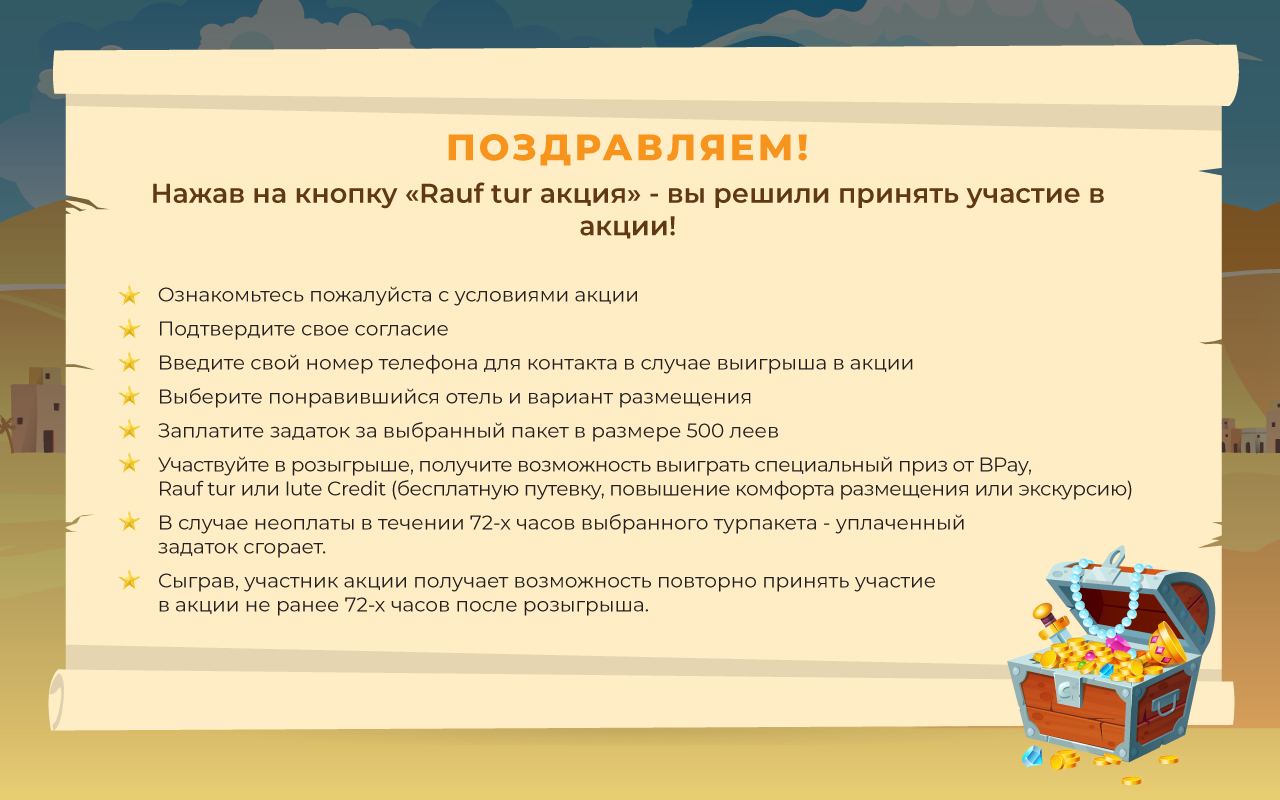 ПОЗДРАВЛЯЕМ!
Нажав на кнопку «Rauf tur акция» - вы решили принять участие в
акции!
Ознакомьтесь пожалуйста с условиями акции
Подтвердите свое согласие
Введите свой номер телефона для контакта в случае выигрыша в акции
Выберите понравившийся отель и вариант размещения
Заплатите задаток за выбранный пакет в размере 500 леев
Участвуйте в розыгрыше, получите возможность выиграть специальный приз от BPay,
Rauf tur или Iute Credit (бесплатную путевку, повышение комфорта размещения или экскурсию)
В случае неоплаты в течении 72-х часов выбранного турпакета - уплаченный
задаток сгорает.
Сыграв, участник акции получает возможность повторно принять участие
в акции не ранее 72-х часов после розыгрыша.